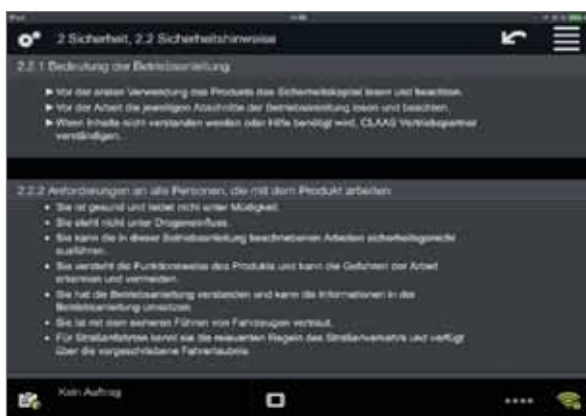 iPad
2 Sicherheit, 2.2 Sicherheitshinweise
2.2.1 Bedeutung der Betriebsanleitung
► Vor der ersten Verwendung des Produkts das Sicherheitskapitel lesen und beachten.
► Vor der Arbeit die jeweiligen Abschnitte der Betriebsanleitung lesen und beachten.
► Wenn Inhalte nicht verstanden werden oder Hilfe benötigt wird, CLAAS Vertriebspartner
verständigen.
2.2.2 Anforderungen an alle Personen, die mit dem Produkt arbeiten
• Sie ist gesund und leidet nicht unter Müdigkeit.
• Sie steht nicht unter Drogeneinfluss.
• Sie kann die in dieser Betriebsanleitung beschriebenen Arbeiten sicherheitsgerecht
ausführen.
• Sie versteht die Funktionsweise des Produkts und kann die Gefahren der Arbeit
erkennen und vermeiden.
• Sie hat die Betriebsanleitung verstanden und kann die Informationen in der
Betriebsanleitung umsetzen.
• Sie ist mit dem sicheren Führen von Fahrzeugen vertraut.
• Für Straßenfahrten kennt sie die relevanten Regeln des Straßenverkehrs und verfügt
über die vorgeschriebene Fahrerlaubnis.
Kein Auftrag